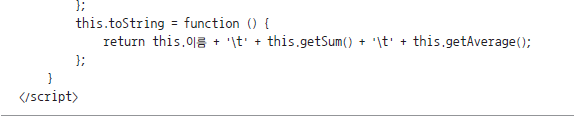 };
this.toString = function () {
return this.이름 + '\t' + this.getSum() + '\t' + this.getAverage();
};
}
</script>